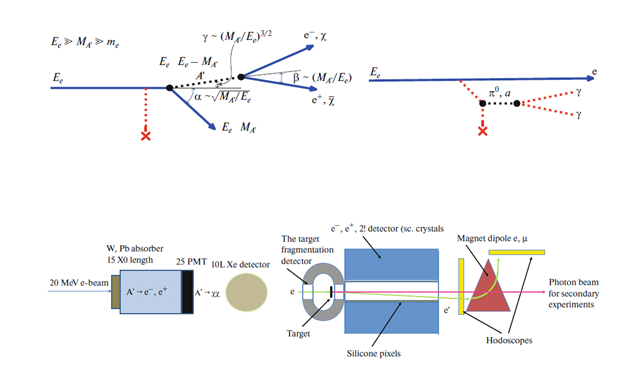 E_e ≫ M_A' ≫ m_e
γ ~ (M_A'/E_e)^3/2
e⁻, χ
E_e E_e – M_A'
A'
E_e
β ~ (M_A'/E_e)
α ~ √M_A'/E_e
e⁺, χ̄
E_e M_A'
E_e
e
π⁰, a
γ
γ
W, Pb absorber
15 X0 length
25 PMT
10L Xe detector
20 MeV e-beam
A' → e⁻, e⁺
A' → χχ
e⁻, e⁺, 2! detector (sc. crystals
The target
fragmentation
detector
Magnet dipole e, μ
e
Photon beam
for secondary
experiments
e'
Target
Hodoscopes
Silicone pixels